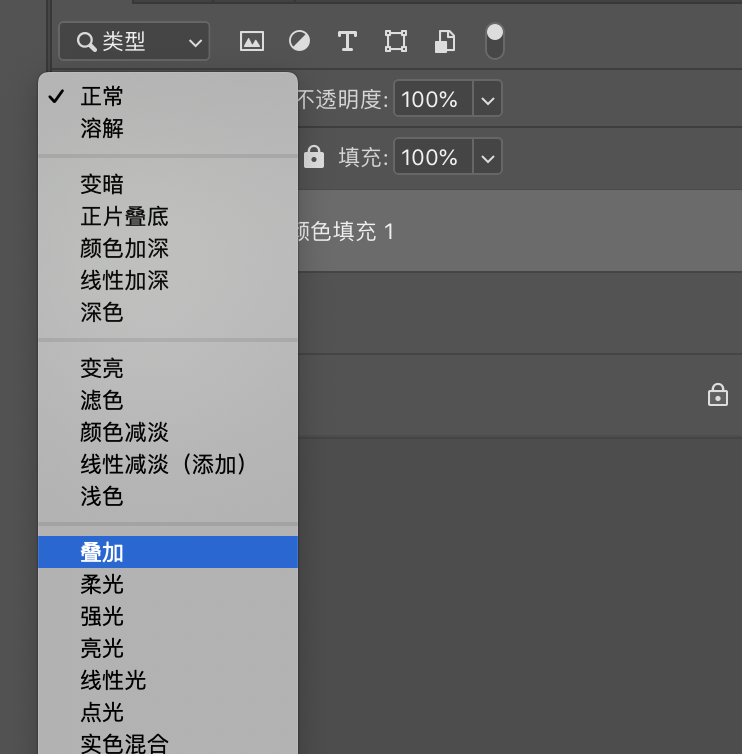 类型
正常
不透明度: 100%
溶解
填充: 100%
变暗
正片叠底
颜色加深
颜色填充 1
线性加深
深色
变亮
滤色
颜色减淡
线性减淡（添加）
浅色
叠加
柔光
强光
亮光
线性光
点光
实色混合